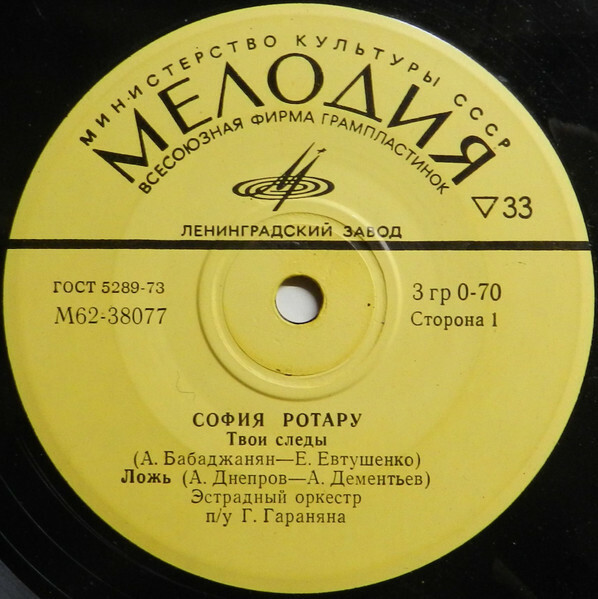 МИНИСТЕРСТВО КУЛЬТУРЫ СССР
МЕЛОДИЯ
ВСЕСОЮЗНАЯ ФИРМА ГРАМПЛАСТИНОК
33
ЛЕНИНГРАДСКИЙ ЗАВОД
ГОСТ 5289-73
М62-38077
3 гр 0-70
Сторона 1
СОФИЯ РОТАРУ
Твои следы
(А. Бабаджанян—Е. Евтушенко)
Ложь (А. Днепров—А. Дементьев)
Эстрадный оркестр
п/у Г. Гараняна